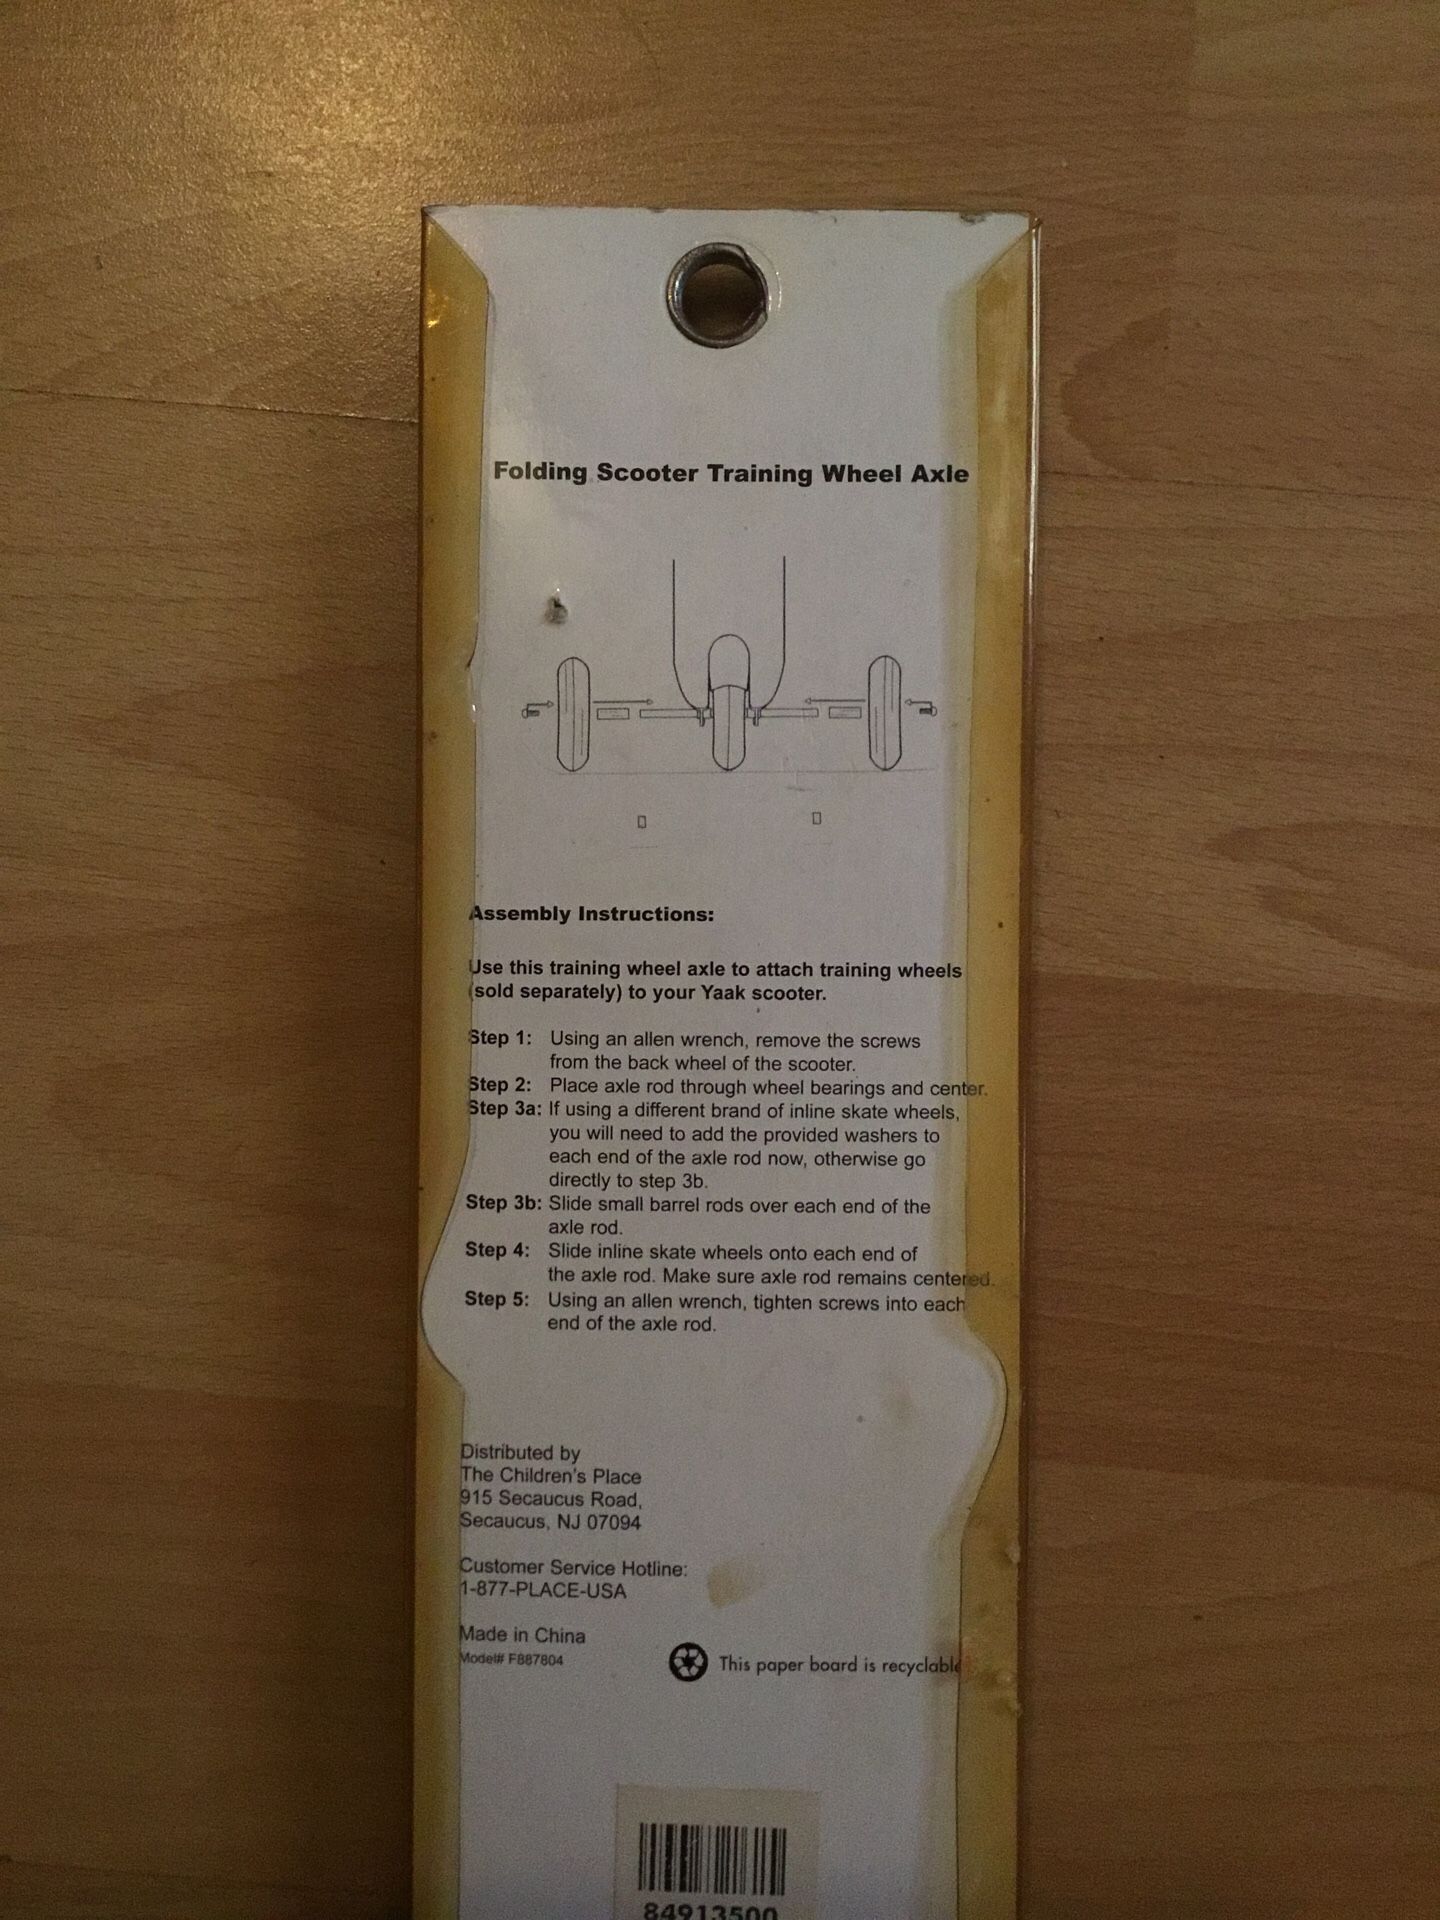 Folding Scooter Training Wheel Axle
Assembly Instructions:
Use this training wheel axle to attach training wheels
(sold separately) to your Yaak scooter.
Step 1: Using an allen wrench, remove the screws
from the back wheel of the scooter.
Step 2: Place axle rod through wheel bearings and center.
Step 3a: If using a different brand of inline skate wheels,
you will need to add the provided washers to
each end of the axle rod now, otherwise go
directly to step 3b.
Step 3b: Slide small barrel rods over each end of the
axle rod.
Step 4: Slide inline skate wheels onto each end of
the axle rod. Make sure axle rod remains centered.
Step 5: Using an allen wrench, tighten screws into each
end of the axle rod.
Distributed by
The Children's Place
915 Secaucus Road,
Secaucus, NJ 07094
Customer Service Hotline:
1-877-PLACE-USA
Made in China
Model# F887804
This paper board is recyclable
84913500